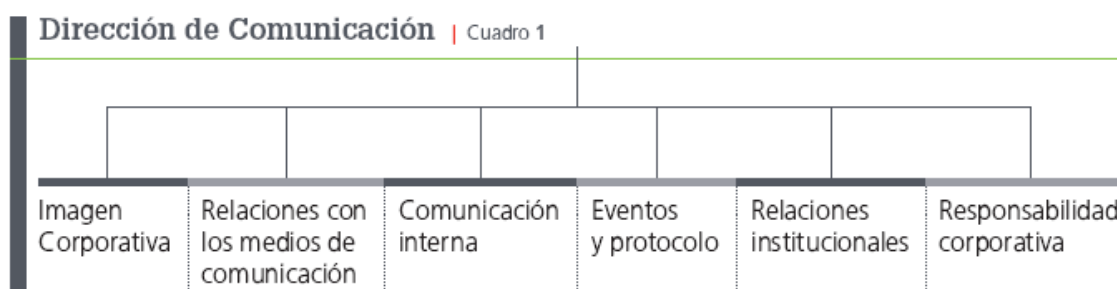 Dirección de Comunicación | Cuadro 1
Imagen
Corporativa
Relaciones con
los medios de
comunicación
Comunicación
interna
Eventos
y protocolo
Relaciones
institucionales
Responsabilidad
corporativa